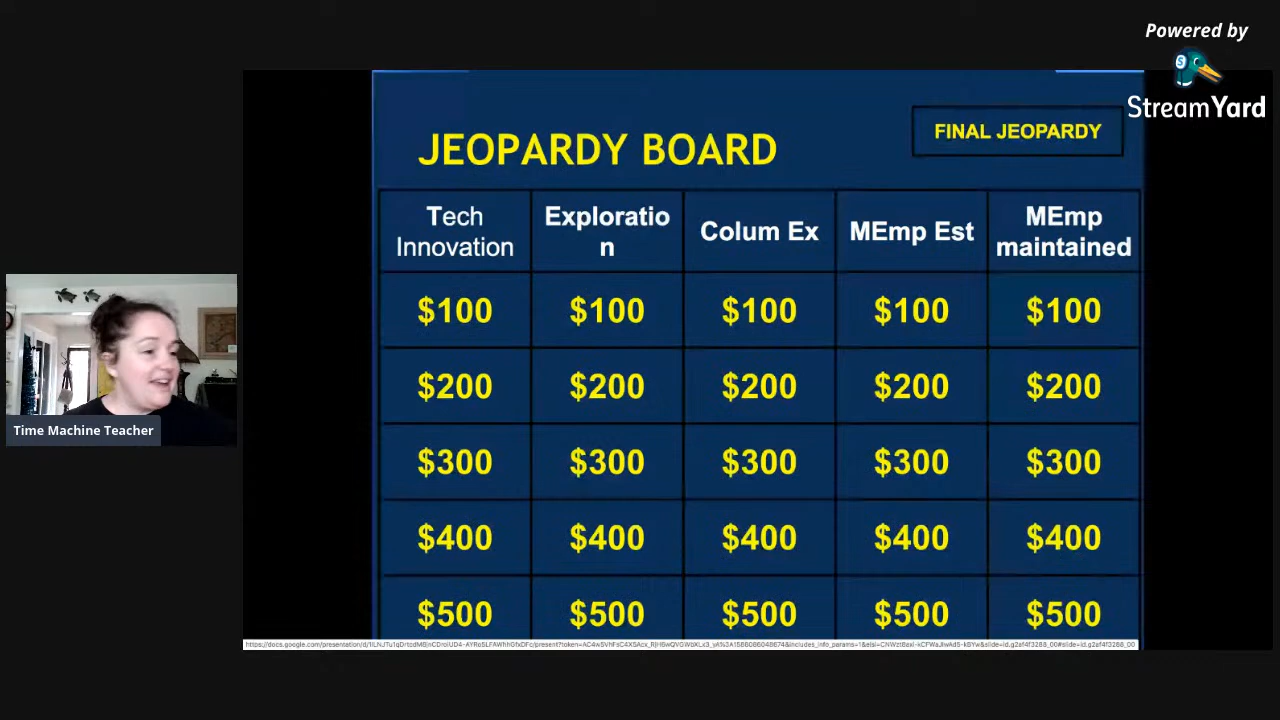 Powered by
StreamYard
FINAL JEOPARDY
JEOPARDY BOARD
Tech
Innovation
Exploratio
n
Colum Ex
MEmp Est
MEmp
maintained
$100 $100 $100 $100 $100
$200 $200 $200 $200 $200
$300 $300 $300 $300 $300
$400 $400 $400 $400 $400
$500 $500 $500 $500 $500
Time Machine Teacher